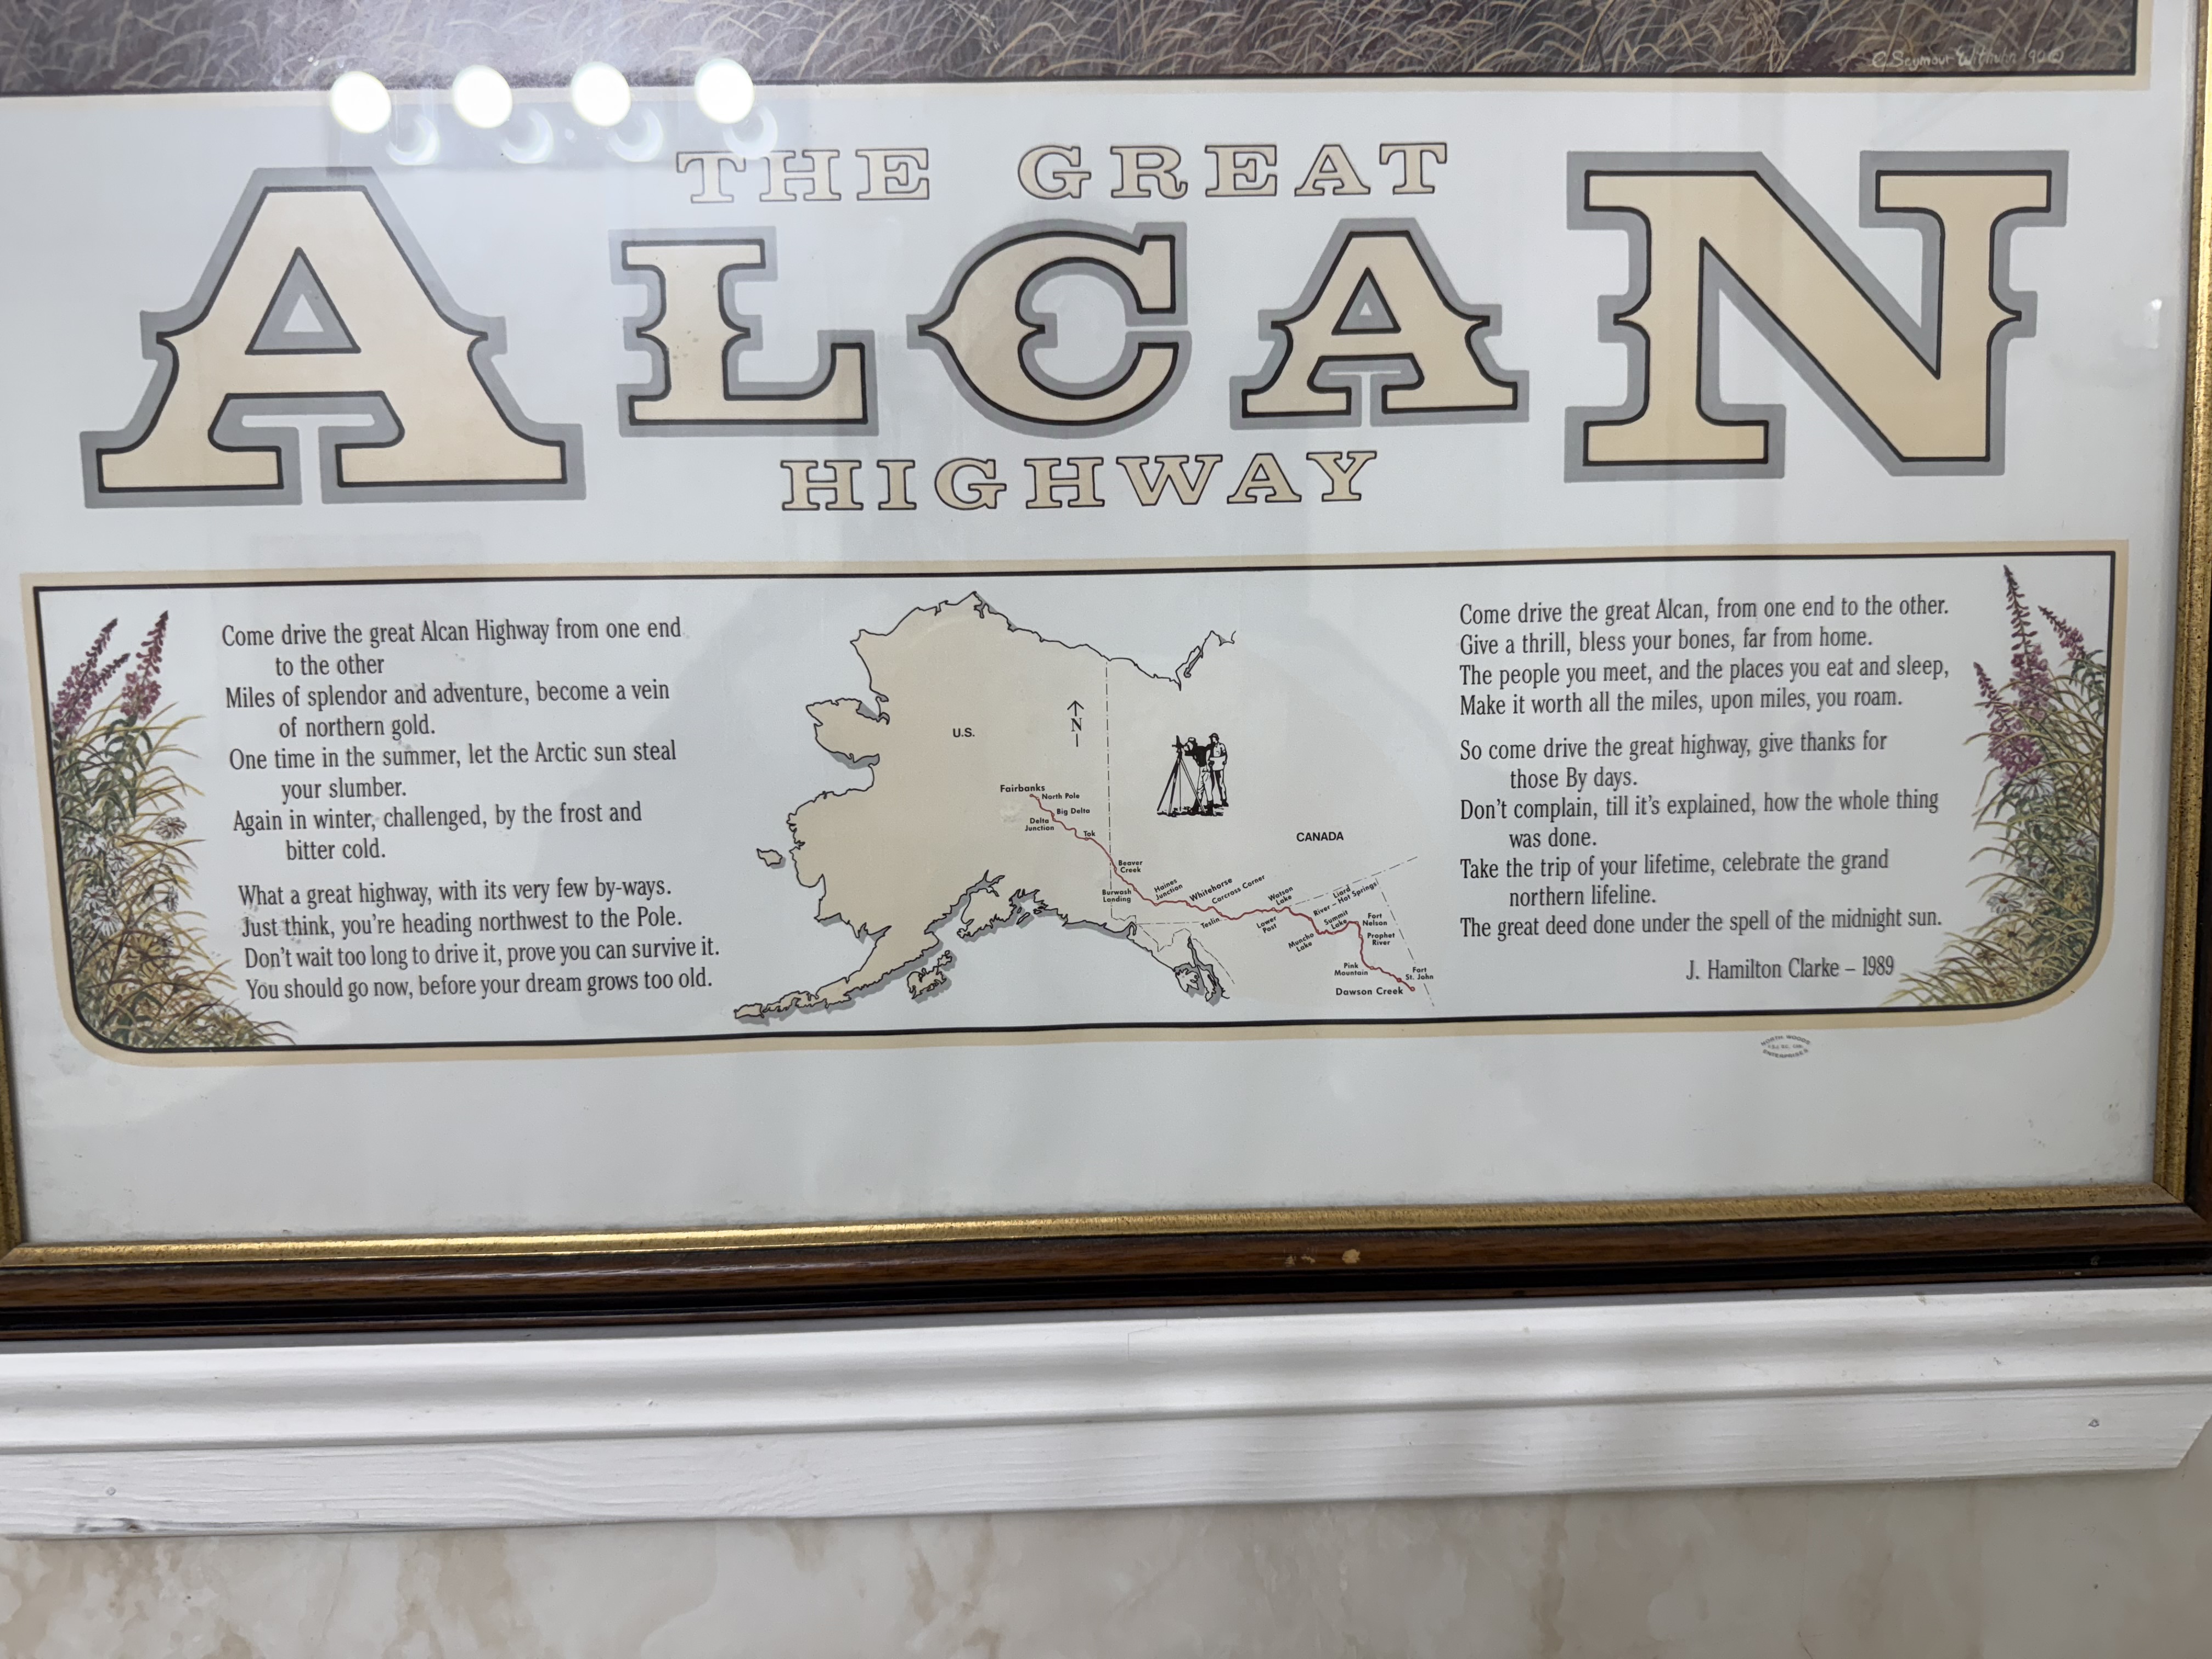 © Seymour
THE GREAT
ALCAN
HIGHWAY
Come drive the great Alcan Highway from one end
to the other
Miles of splendor and adventure, become a vein
of northern gold.
One time in the summer, let the Arctic sun steal
your slumber.
Again in winter, challenged, by the frost and
bitter cold.
What a great highway, with its very few by-ways.
Just think, you're heading northwest to the Pole.
Don't wait too long to drive it, prove you can survive it.
You should go now, before your dream grows too old.
U.S.
N
CANADA
Fairbanks
North Pole
Big Delta
Delta
Junction
Tok
Beaver
Creek
Burwash
Landing
Haines
Junction
Whitehorse
Carcross Corner
Teslin
Watson
Lake
Lower
Post
Liard
River - Hot Springs
Muncho
Lake
Summit
Lake
Fort
Nelson
Prophet
River
Pink
Mountain
Fort
St. John
Dawson Creek
Come drive the great Alcan, from one end to the other.
Give a thrill, bless your bones, far from home.
The people you meet, and the places you eat and sleep,
Make it worth all the miles, upon miles, you roam.
So come drive the great highway, give thanks for
those By days.
Don't complain, till it's explained, how the whole thing
was done.
Take the trip of your lifetime, celebrate the grand
northern lifeline.
The great deed done under the spell of the midnight sun.
J. Hamilton Clarke – 1989
NORTH WOODS
ENTERPRISES